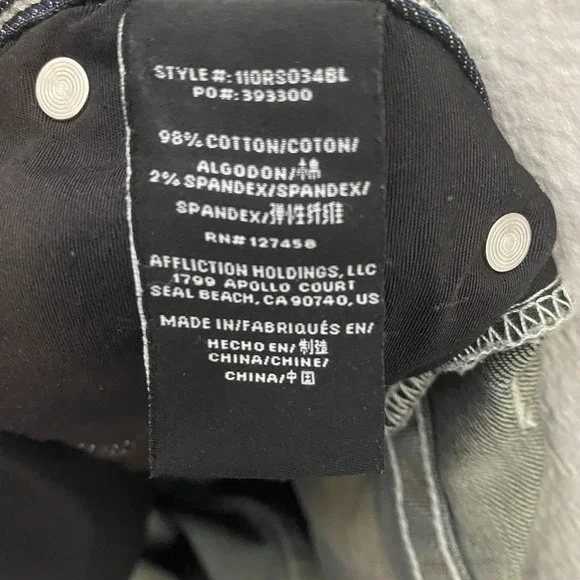 STYLE#:110RS034BL
PO#:393300
98% COTTON/COTON/
ALGODON/棉
2% SPANDEX/SPANDEX/
SPANDEX/弹性纤维
RN#127458
AFFLICTION HOLDINGS, LLC
1799 APOLLO COURT
SEAL BEACH, CA 90740, US
MADE IN/FABRIQUÉS EN/
HECHO EN/制造
CHINA/CHINE/
CHINA/中国